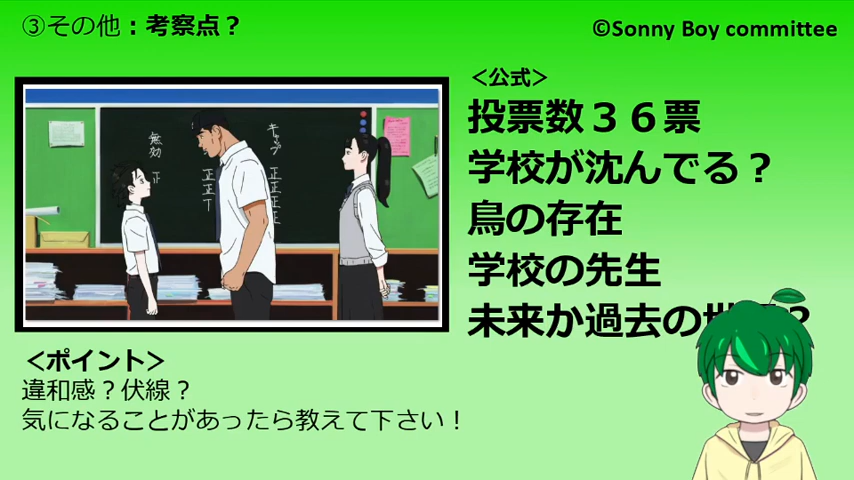 ③その他：考察点？
©Sonny Boy committee
無効
下
正
正
T
キャップ
正
正
正
正
＜公式＞
投票数３６票
学校が沈んでる？
鳥の存在
学校の先生
未来か過去の
＜ポイント＞
違和感？伏線？
気になることがあったら教えて下さい！